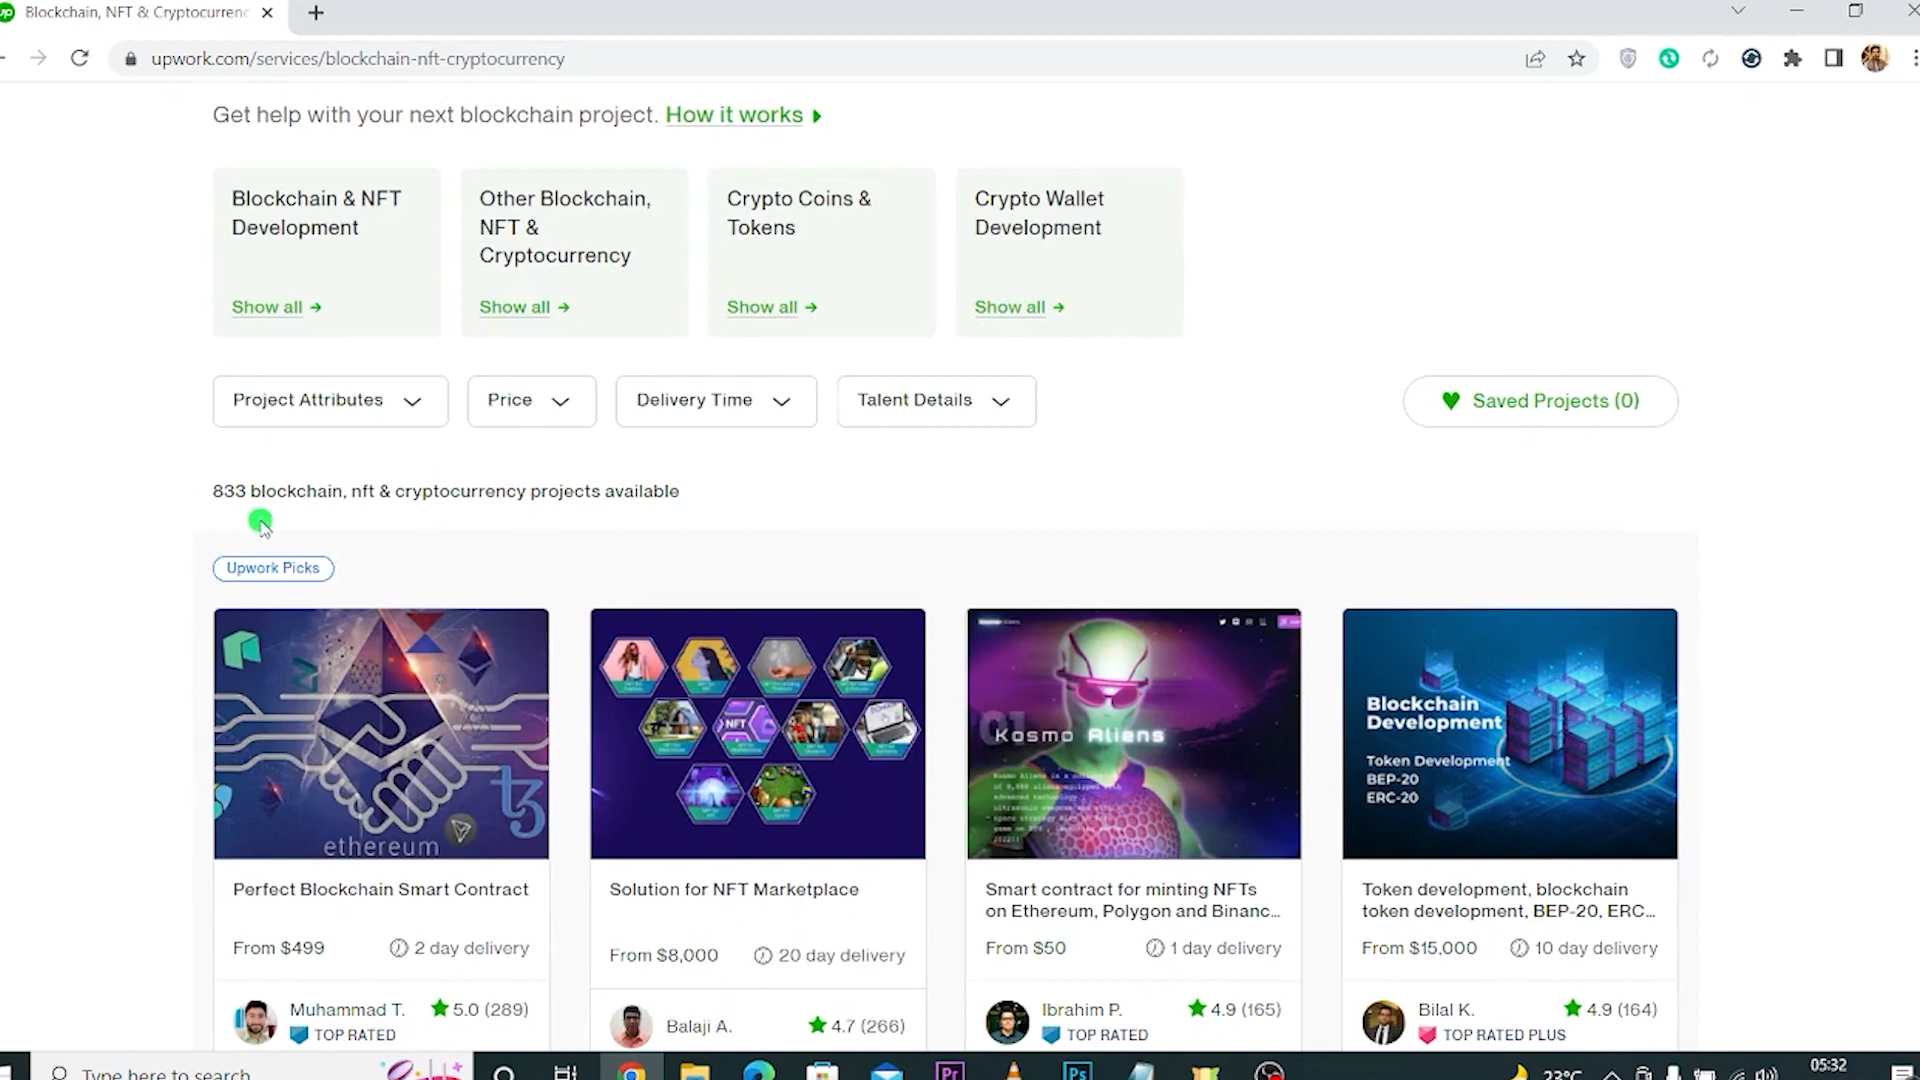 Blockchain, NFT & Cryptocurrenc
upwork.com/services/blockchain-nft-cryptocurrency
Get help with your next blockchain project. How it works
Blockchain & NFT
Development
Show all
Other Blockchain,
NFT &
Cryptocurrency
Show all
Crypto Coins &
Tokens
Show all
Crypto Wallet
Development
Show all
Project Attributes
Price
Delivery Time
Talent Details
Saved Projects (0)
833 blockchain, nft & cryptocurrency projects available
Upwork Picks
ethereum
NFT
01
Kosmo Aliens
Blockchain
Development
Token Development
BEP-20
ERC-20
Perfect Blockchain Smart Contract
From $499
2 day delivery
Muhammad T.
5.0 (289)
TOP RATED
Solution for NFT Marketplace
From $8,000
20 day delivery
Balaji A.
4.7 (266)
Smart contract for minting NFTs
on Ethereum, Polygon and Binanc...
From $50
1 day delivery
Ibrahim P.
4.9 (165)
TOP RATED
Token development, blockchain
token development, BEP-20, ERC...
From $15,000
10 day delivery
Bilal K.
4.9 (164)
TOP RATED PLUS
Type here to search
Pr
Ps
23°C
05:32